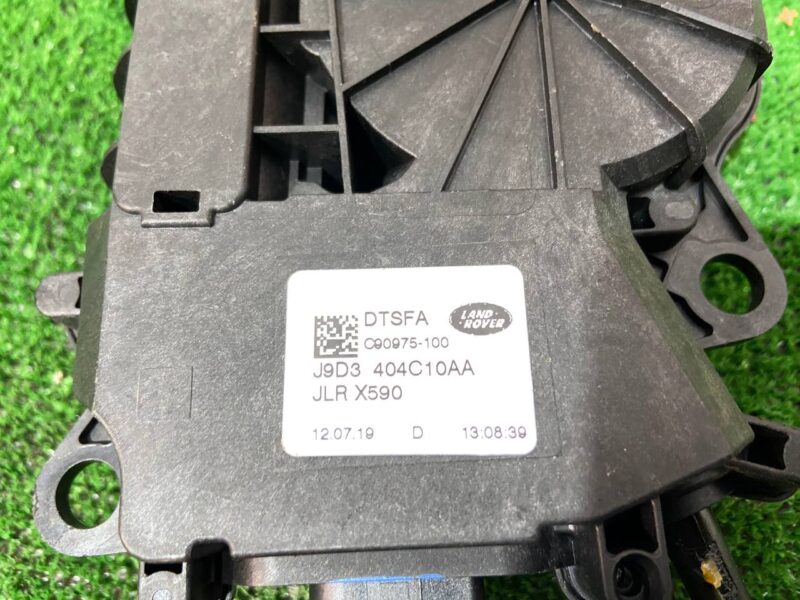 DTSFA
LAND
ROVER
C90975-100
J9D3 404C10AA
JLR X590
12.07.19 D 13:08:39